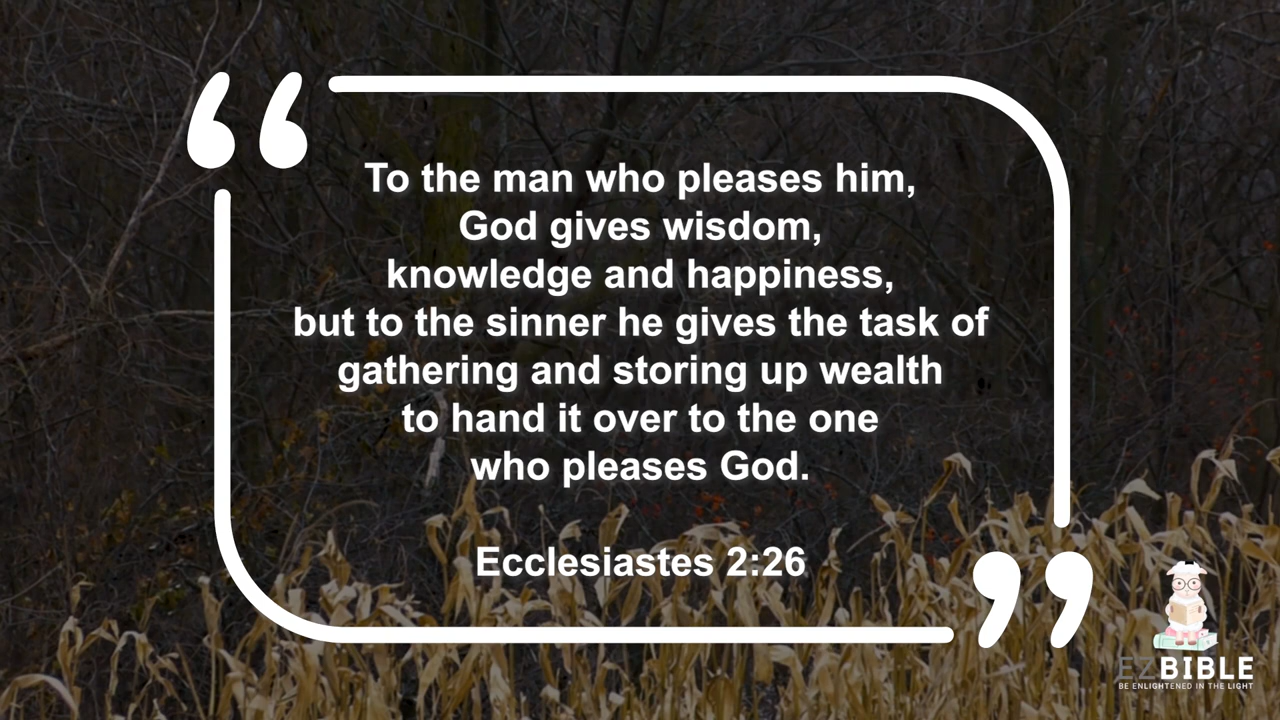 To the man who pleases him,
God gives wisdom,
knowledge and happiness,
but to the sinner he gives the task of
gathering and storing up wealth
to hand it over to the one
who pleases God.
Ecclesiastes 2:26
EZBIBLE
BE ENLIGHTENED IN THE LIGHT